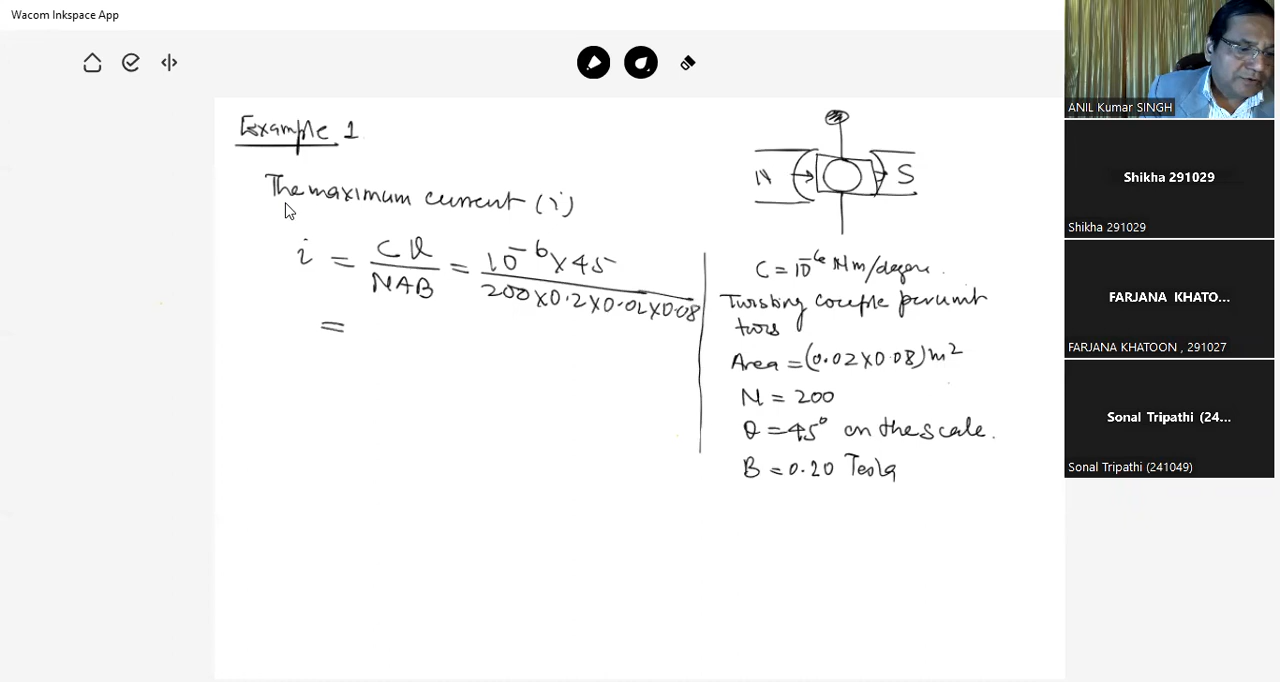 Wacom Inkspace App
Example 1
The maximum current (i)
i = Cθ/NAB = 10⁻⁶ × 45 / 200×0.2×0.02×0.08
=
N S
C = 10⁻⁶ Nm/degree.
Twisting couple per unit
twis
Area = (0.02×0.08) m²
N = 200
θ = 45° on the scale.
B = 0.20 Tesla
ANIL Kumar SINGH
Shikha 291029
Shikha 291029
FARJANA KHATO...
FARJANA KHATOON , 291027
Sonal Tripathi (24...
Sonal Tripathi (241049)